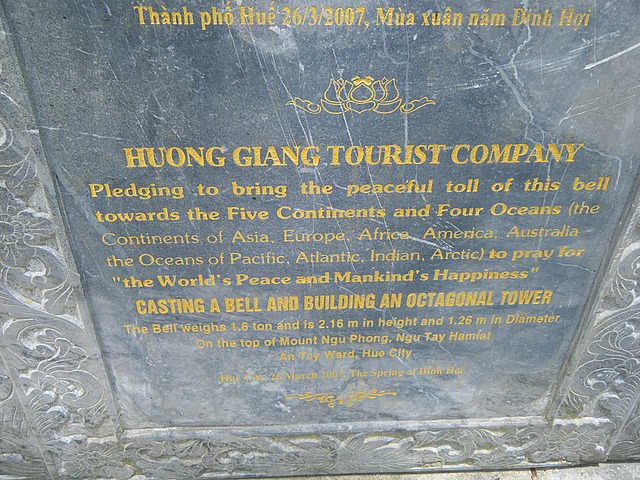 Thành phố Huế 26/3/2007, Mùa xuân năm Đinh Hợi
HUONG GIANG TOURIST COMPANY
Pledging to bring the peaceful toll of this bell
towards the Five Continents and Four Oceans (the
Continents of Asia, Europe, Africa, America, Australia -
the Oceans of Pacific, Atlantic, Indian, Arctic) to pray for
"the World's Peace and Mankind's Happiness"
CASTING A BELL AND BUILDING AN OCTAGONAL TOWER
The Bell weighs 1.6 ton and is 2.16 m in height and 1.26 m in Diameter
On the top of Mount Ngu Phong, Ngu Tay Hamlet
An Tay Ward, Hue City
Hue City, 26 March 2007, The Spring of Dinh Hoi